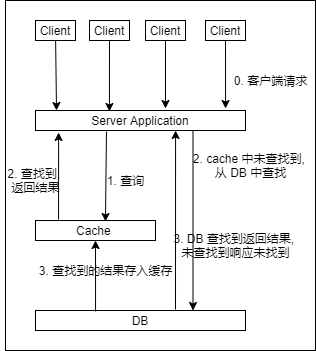 Client
Client
Client
Client
0. 客户端请求
Server Application
2. 查找到,
返回结果
1. 查询
2. cache 中未查找到,
从 DB 中查找
Cache
3. DB 查找到返回结果,
未查找到响应未找到
3. 查找到的结果存入缓存
DB